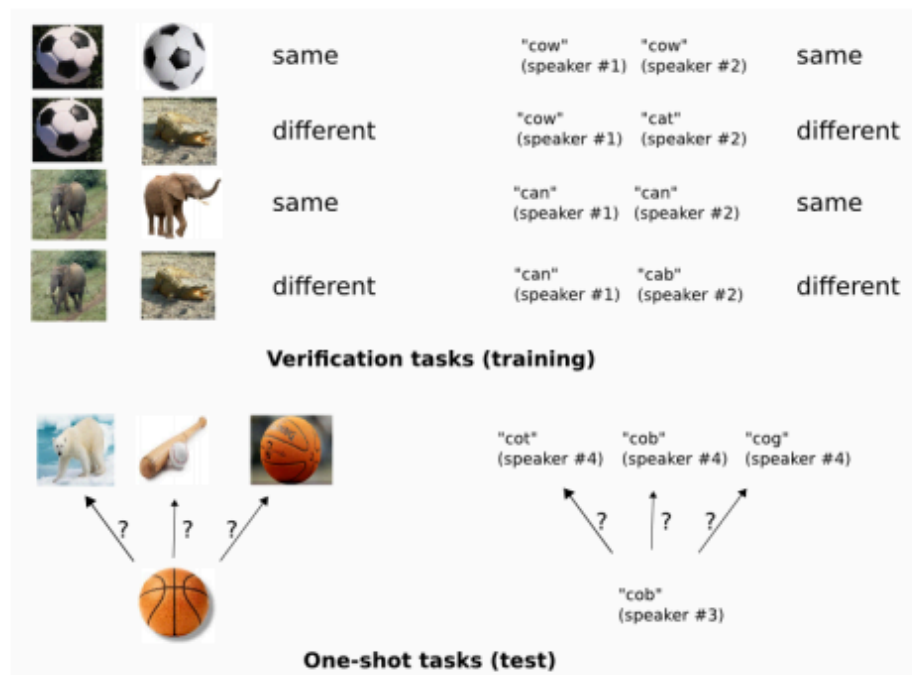 same "cow" "cow" same
(speaker #1) (speaker #2)
different "cow" "cat" different
(speaker #1) (speaker #2)
same "can" "can" same
(speaker #1) (speaker #2)
different "can" "cab" different
(speaker #1) (speaker #2)
Verification tasks (training)
"cot" "cob" "cog"
(speaker #4) (speaker #4) (speaker #4)
? ? ? ? ? ?
"cob"
(speaker #3)
One-shot tasks (test)